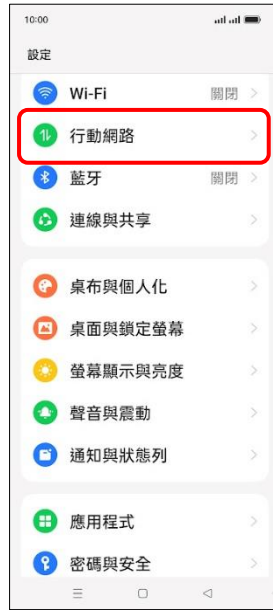 10:00
設定
Wi-Fi 關閉
行動網路
藍牙 關閉
連線與共享
桌布與個人化
桌面與鎖定螢幕
螢幕顯示與亮度
聲音與震動
通知與狀態列
應用程式
密碼與安全